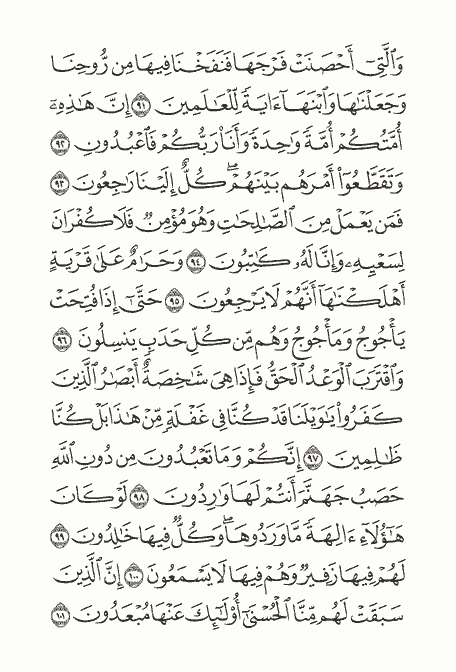 وَٱلَّتِىٓ أَحْصَنَتْ فَرْجَهَا فَنَفَخْنَا فِيهَا مِن رُّوحِنَا
وَجَعَلْنَٰهَا وَٱبْنَهَآ ءَايَةً لِّلْعَٰلَمِينَ ٩١ إِنَّ هَٰذِهِۦٓ
أُمَّتُكُمْ أُمَّةً وَٰحِدَةً وَأَنَا۠ رَبُّكُمْ فَٱعْبُدُونِ ٩٢
وَتَقَطَّعُوٓا۟ أَمْرَهُم بَيْنَهُمْ ۖ كُلٌّ إِلَيْنَا رَٰجِعُونَ ٩٣
فَمَن يَعْمَلْ مِنَ ٱلصَّٰلِحَٰتِ وَهُوَ مُؤْمِنٌ فَلَا كُفْرَانَ
لِسَعْيِهِۦ وَإِنَّا لَهُۥ كَٰتِبُونَ ٩٤ وَحَرَٰمٌ عَلَىٰ قَرْيَةٍ
أَهْلَكْنَٰهَآ أَنَّهُمْ لَا يَرْجِعُونَ ٩٥ حَتَّىٰٓ إِذَا فُتِحَتْ
يَأْجُوجُ وَمَأْجُوجُ وَهُم مِّن كُلِّ حَدَبٍ يَنسِلُونَ ٩٦
وَٱقْتَرَبَ ٱلْوَعْدُ ٱلْحَقُّ فَإِذَا هِىَ شَٰخِصَةٌ أَبْصَٰرُ ٱلَّذِينَ
كَفَرُوا۟ يَٰوَيْلَنَا قَدْ كُنَّا فِى غَفْلَةٍ مِّنْ هَٰذَا بَلْ كُنَّا
ظَٰلِمِينَ ٩٧ إِنَّكُمْ وَمَا تَعْبُدُونَ مِن دُونِ ٱللَّهِ
حَصَبُ جَهَنَّمَ أَنتُمْ لَهَا وَٰرِدُونَ ٩٨ لَوْ كَانَ
هَٰٓؤُلَآءِ ءَالِهَةً مَّا وَرَدُوهَا ۖ وَكُلٌّ فِيهَا خَٰلِدُونَ ٩٩
لَهُمْ فِيهَا زَفِيرٌ وَهُمْ فِيهَا لَا يَسْمَعُونَ ١٠٠ إِنَّ ٱلَّذِينَ
سَبَقَتْ لَهُم مِّنَّا ٱلْحُسْنَىٰٓ أُو۟لَٰٓئِكَ عَنْهَا مُبْعَدُونَ ١٠١